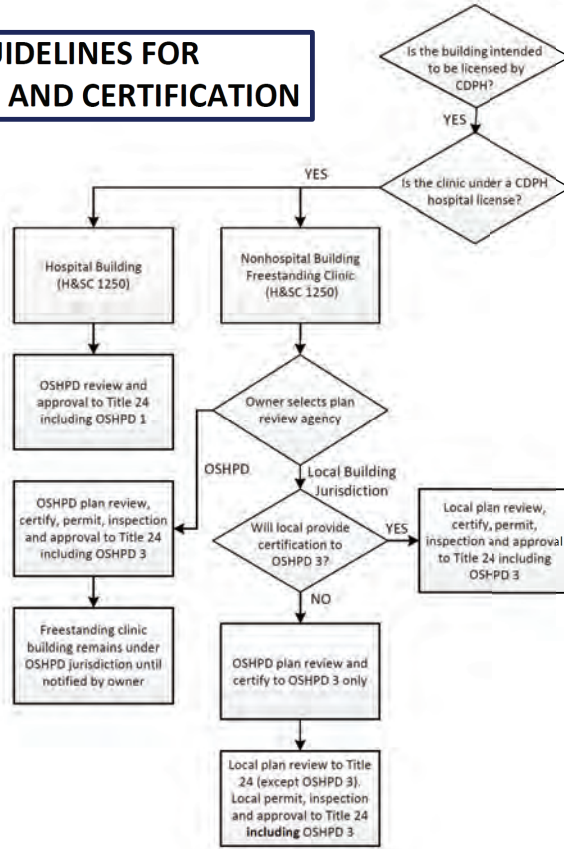 UIDELINES FOR
AND CERTIFICATION
Is the building intended
to be licensed by
CDPH?
YES
Is the clinic under a CDPH
hospital license?
YES
Hospital Building
(H&SC 1250)
Nonhospital Building
Freestanding Clinic
(H&SC 1250)
OSHPD review and
approval to Title 24
including OSHPD 1
Owner selects plan
review agency
OSHPD
Local Building
Jurisdiction
OSHPD plan review,
certify, permit, inspection
and approval to Title 24
including OSHPD 3
Will local provide
certification to
OSHPD 3?
YES
Local plan review,
certify, permit,
inspection and approval
to Title 24 including
OSHPD 3
NO
Freestanding clinic
building remains under
OSHPD jurisdiction until
notified by owner
OSHPD plan review and
certify to OSHPD 3 only
Local plan review to Title
24 (except OSHPD 3).
Local permit, inspection
and approval to Title 24
including OSHPD 3